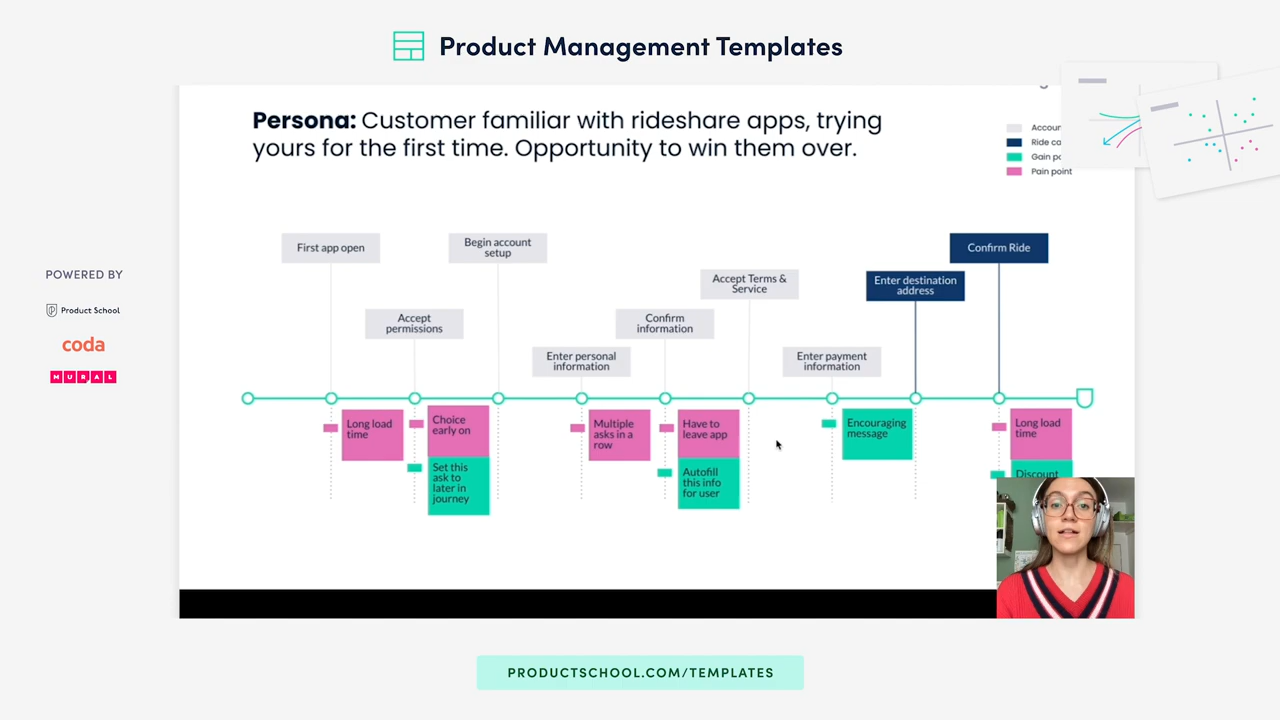 Product Management Templates
Persona: Customer familiar with rideshare apps, trying
yours for the first time. Opportunity to win them over.
Ride
Gain
Pain point
POWERED BY
Product School
coda
MURAL
First app open
Begin account
setup
Confirm Ride
Accept Terms &
Service
Enter destination
address
Accept
permissions
Confirm
information
Enter personal
information
Enter payment
information
Long load
time
Choice
early on
Set this
ask to
later in
journey
Multiple
asks in a
row
Have to
leave app
Autofill
this info
for user
Encouraging
message
Long load
time
Discount
PRODUCTSCHOOL.COM/TEMPLATES